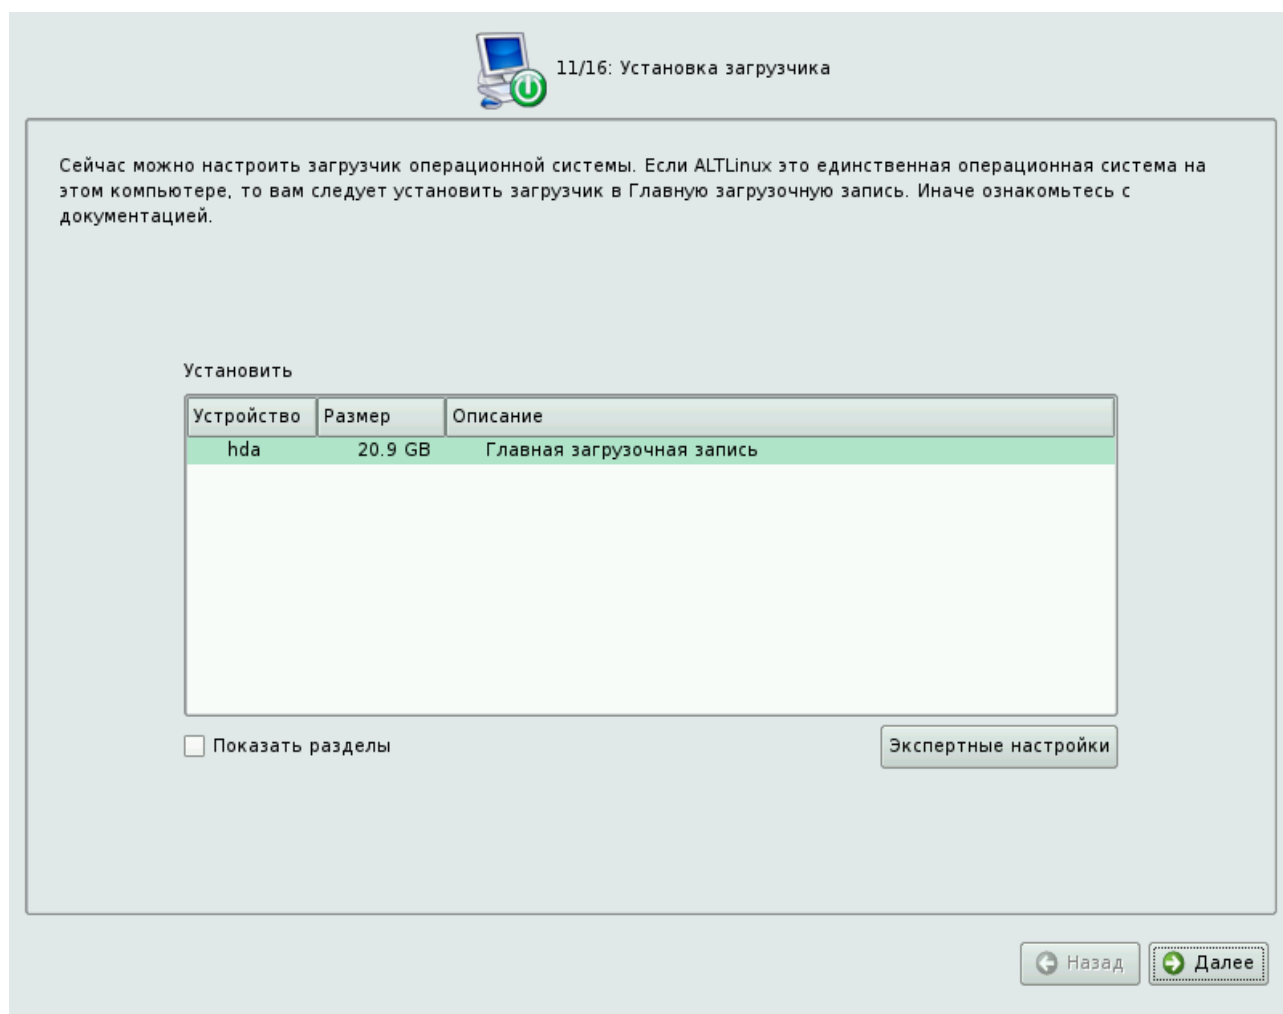 11/16: Установка загрузчика
Сейчас можно настроить загрузчик операционной системы. Если ALTLinux это единственная операционная система на
этом компьютере, то вам следует установить загрузчик в Главную загрузочную запись. Иначе ознакомьтесь с
документацией.
Установить
Устройство Размер Описание
hda 20.9 GB Главная загрузочная запись
Показать разделы Экспертные настройки
Назад Далее